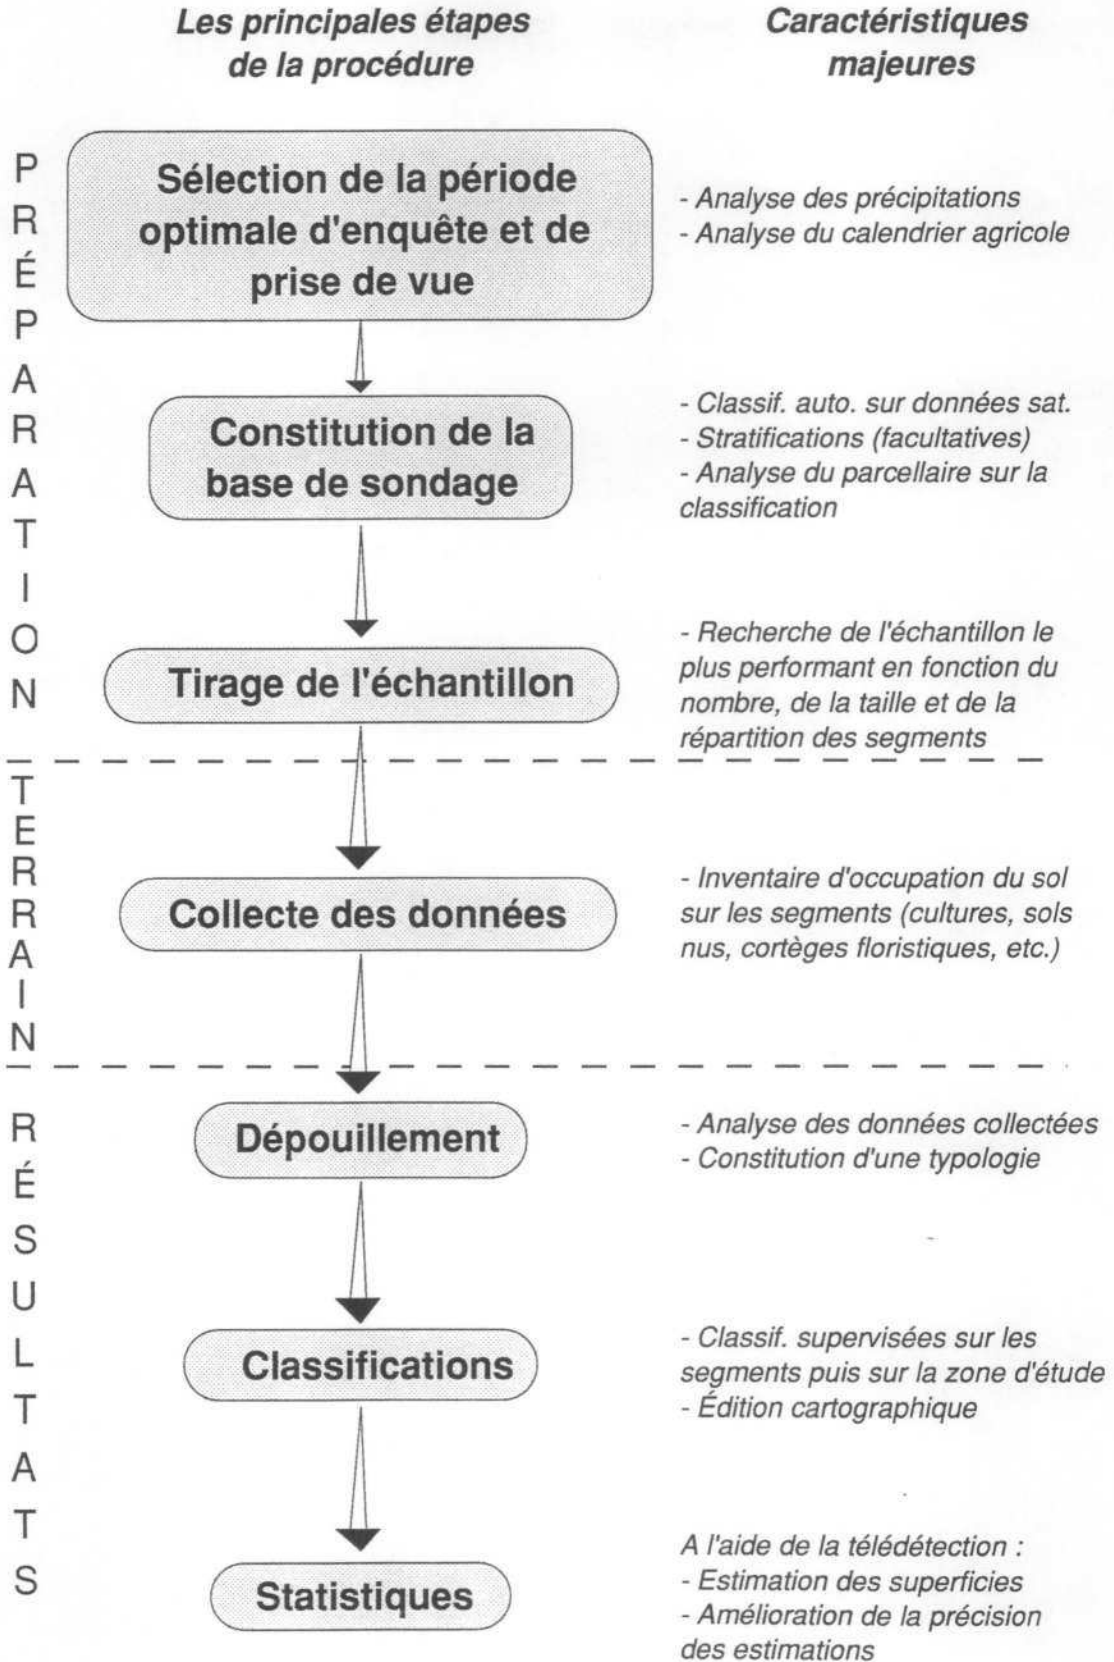 Les principales étapes
de la procédure
Caractéristiques
majeures
PRÉPARATION
Sélection de la période
optimale d'enquête et de
prise de vue
- Analyse des précipitations
- Analyse du calendrier agricole
Constitution de la
base de sondage
- Classif. auto. sur données sat.
- Stratifications (facultatives)
- Analyse du parcellaire sur la
classification
Tirage de l'échantillon
- Recherche de l'échantillon le
plus performant en fonction du
nombre, de la taille et de la
répartition des segments
TERRAIN
Collecte des données
- Inventaire d'occupation du sol
sur les segments (cultures, sols
nus, cortèges floristiques, etc.)
RÉSULTATS
Dépouillement
- Analyse des données collectées
- Constitution d'une typologie
Classifications
- Classif. supervisées sur les
segments puis sur la zone d'étude
- Édition cartographique
Statistiques
A l'aide de la télédétection :
- Estimation des superficies
- Amélioration de la précision
des estimations